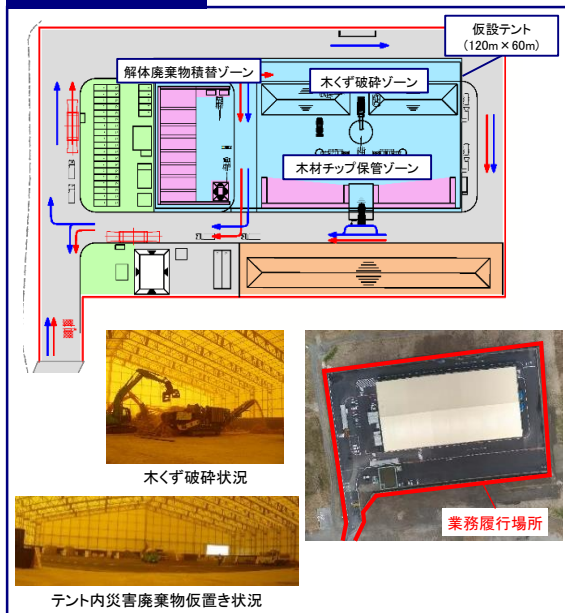 仮設テント
(120m×60m)
解体廃棄物積替ゾーン
木くず破砕ゾーン
木材チップ保管ゾーン
木くず破砕状況
業務履行場所
テント内災害廃棄物仮置き状況